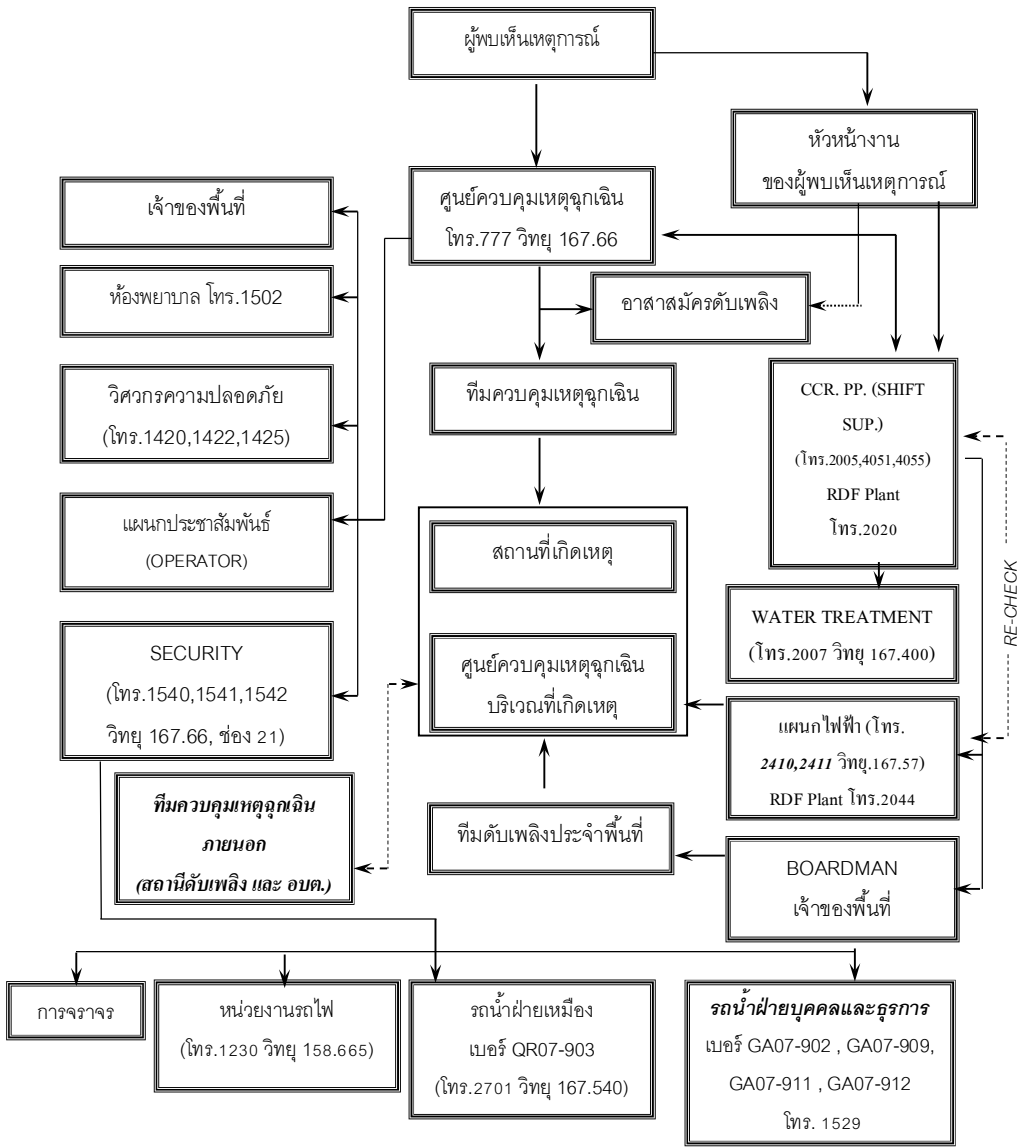 ผู้พบเห็นเหตุการณ์
หัวหน้างาน
ของผู้พบเห็นเหตุการณ์
ศูนย์ควบคุมเหตุฉุกเฉิน
โทร.777 วิทยุ 167.66
เจ้าของพื้นที่
ห้องพยาบาล โทร.1502
อาสาสมัครดับเพลิง
วิศวกรความปลอดภัย
(โทร.1420,1422,1425)
ทีมควบคุมเหตุฉุกเฉิน
CCR. PP. (SHIFT
SUP.)
(โทร.2005,4051,4055)
RDF Plant
โทร.2020
แผนกประชาสัมพันธ์
(OPERATOR)
สถานที่เกิดเหตุ
RE-CHECK
WATER TREATMENT
(โทร.2007 วิทยุ 167.400)
SECURITY
(โทร.1540,1541,1542
วิทยุ 167.66, ช่อง 21)
ศูนย์ควบคุมเหตุฉุกเฉิน
บริเวณที่เกิดเหตุ
แผนกไฟฟ้า (โทร.
2410,2411 วิทยุ.167.57)
RDF Plant โทร.2044
ทีมควบคุมเหตุฉุกเฉิน
ภายนอก
(สถานีดับเพลิง และ อบต.)
ทีมดับเพลิงประจำพื้นที่
BOARDMAN
เจ้าของพื้นที่
การจราจร
หน่วยงานรถไฟ
(โทร.1230 วิทยุ 158.665)
รถน้ำฝ่ายเหมือง
เบอร์ QR07-903
(โทร.2701 วิทยุ 167.540)
รถน้ำฝ่ายบุคคลและธุรการ
เบอร์ GA07-902 , GA07-909,
GA07-911 , GA07-912
โทร. 1529